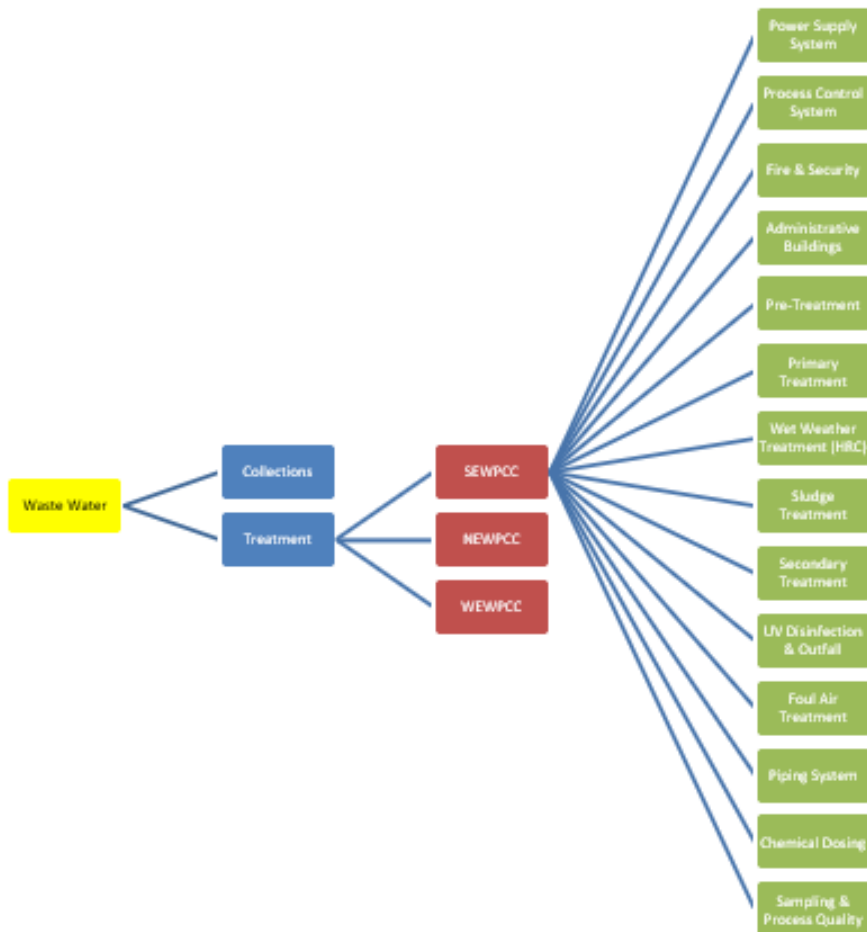 Waste Water
Collections
Treatment
SEWPCC
NEWPCC
WEWPCC
Power Supply
System
Process Control
System
Fire & Security
Administrative
Buildings
Pre-Treatment
Primary
Treatment
Wet Weather
Treatment (HRC)
Sludge
Treatment
Secondary
Treatment
UV Disinfection
& Outfall
Foul Air
Treatment
Piping System
Chemical Dosing
Sampling &
Process Quality